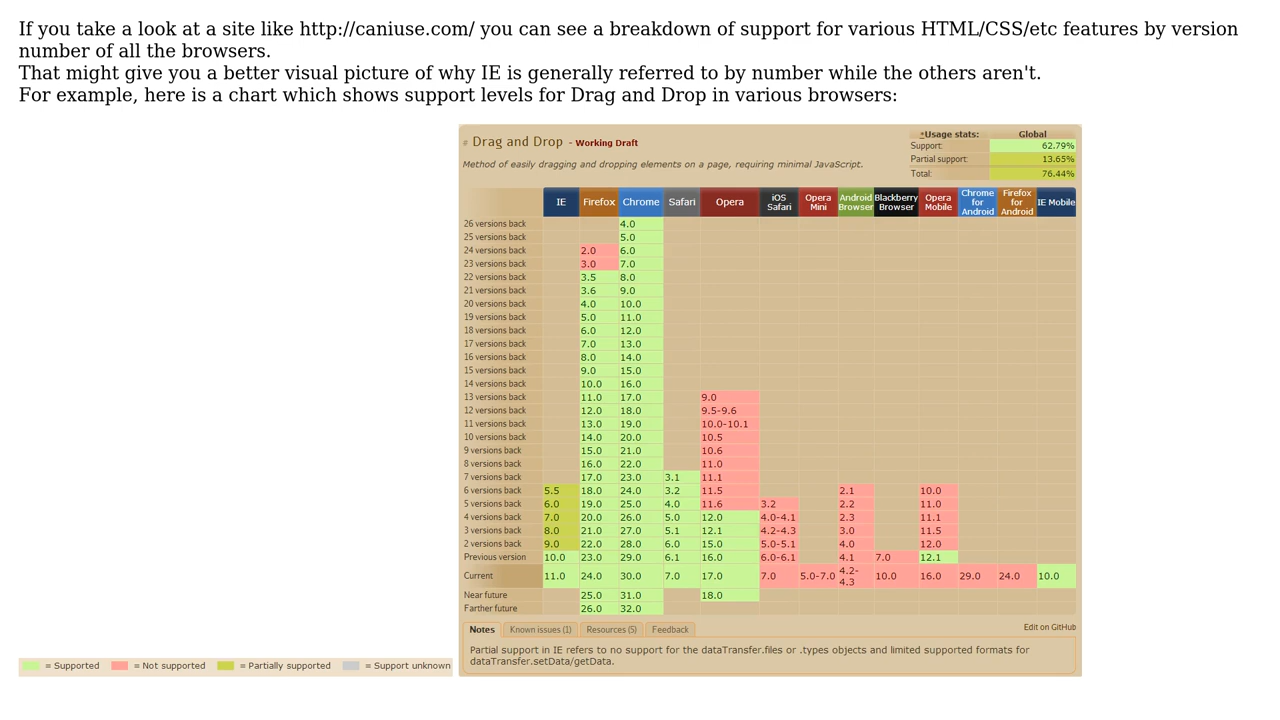 If you take a look at a site like http://caniuse.com/ you can see a breakdown of support for various HTML/CSS/etc features by version
number of all the browsers.
That might give you a better visual picture of why IE is generally referred to by number while the others aren't.
For example, here is a chart which shows support levels for Drag and Drop in various browsers:
# Drag and Drop - Working Draft
*Usage stats: Global
Support: 62.79%
Partial support: 13.65%
Total: 76.44%
Method of easily dragging and dropping elements on a page, requiring minimal JavaScript.
IE Firefox Chrome Safari Opera iOS Safari Opera Mini Android Browser Blackberry Browser Opera Mobile Chrome for Android Firefox for Android IE Mobile
26 versions back 4.0
25 versions back 5.0
24 versions back 2.0 6.0
23 versions back 3.0 7.0
22 versions back 3.5 8.0
21 versions back 3.6 9.0
20 versions back 4.0 10.0
19 versions back 5.0 11.0
18 versions back 6.0 12.0
17 versions back 7.0 13.0
16 versions back 8.0 14.0
15 versions back 9.0 15.0
14 versions back 10.0 16.0
13 versions back 11.0 17.0 9.0
12 versions back 12.0 18.0 9.5-9.6
11 versions back 13.0 19.0 10.0-10.1
10 versions back 14.0 20.0 10.5
9 versions back 15.0 21.0 10.6
8 versions back 16.0 22.0 11.0
7 versions back 17.0 23.0 3.1 11.1
6 versions back 5.5 18.0 24.0 3.2 11.5 2.1 10.0
5 versions back 6.0 19.0 25.0 4.0 11.6 3.2 2.2 11.0
4 versions back 7.0 20.0 26.0 5.0 12.0 4.0-4.1 2.3 11.1
3 versions back 8.0 21.0 27.0 5.1 12.1 4.2-4.3 3.0 11.5
2 versions back 9.0 22.0 28.0 6.0 15.0 5.0-5.1 4.0 12.0
Previous version 10.0 23.0 29.0 6.1 16.0 6.0-6.1 4.1 7.0 12.1
Current 11.0 24.0 30.0 7.0 17.0 7.0 5.0-7.0 4.2-4.3 10.0 16.0 29.0 24.0 10.0
Near future 25.0 31.0 18.0
Farther future 26.0 32.0
Notes Known issues (1) Resources (5) Feedback Edit on GitHub
Partial support in IE refers to no support for the dataTransfer.files or .types objects and limited supported formats for
dataTransfer.setData/getData.
= Supported = Not supported = Partially supported = Support unknown